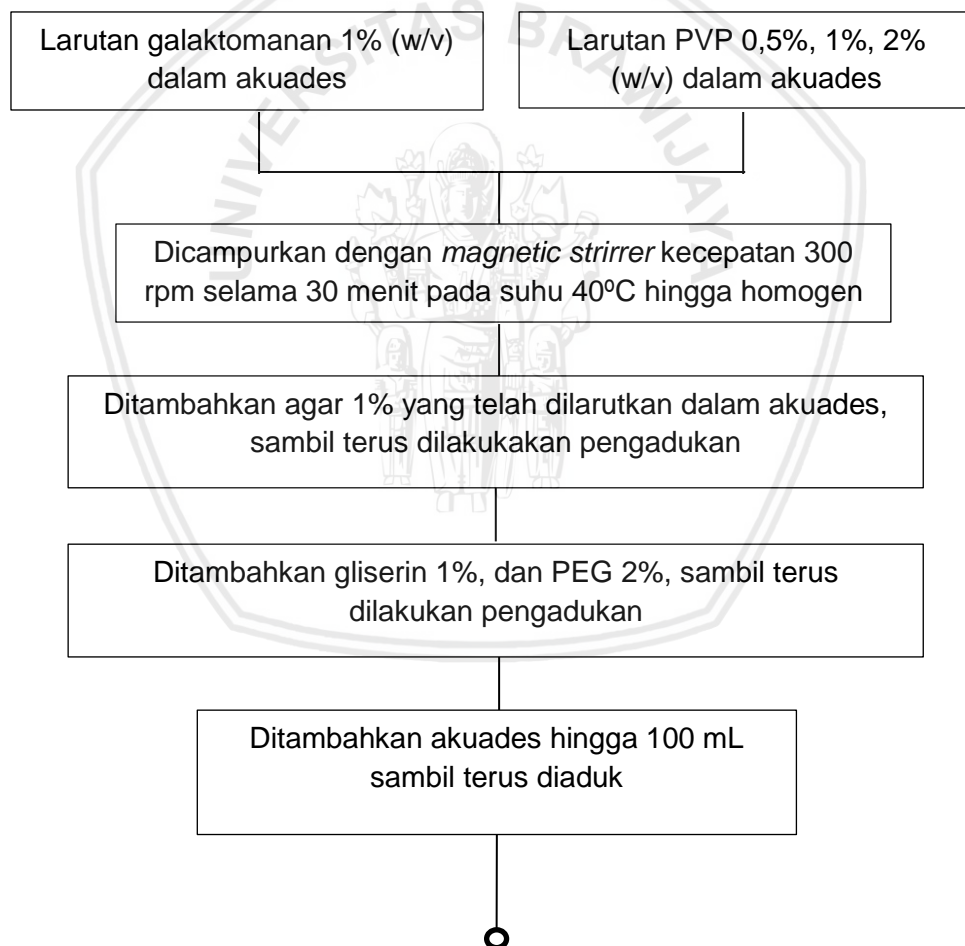 UNIVERSITAS BRAWIJAYA
Larutan galaktomanan 1% (w/v)
dalam akuades
Larutan PVP 0,5%, 1%, 2%
(w/v) dalam akuades
Dicampurkan dengan magnetic strirrer kecepatan 300
rpm selama 30 menit pada suhu 40ºC hingga homogen
Ditambahkan agar 1% yang telah dilarutkan dalam akuades,
sambil terus dilakukakan pengadukan
Ditambahkan gliserin 1%, dan PEG 2%, sambil terus
dilakukan pengadukan
Ditambahkan akuades hingga 100 mL
sambil terus diaduk